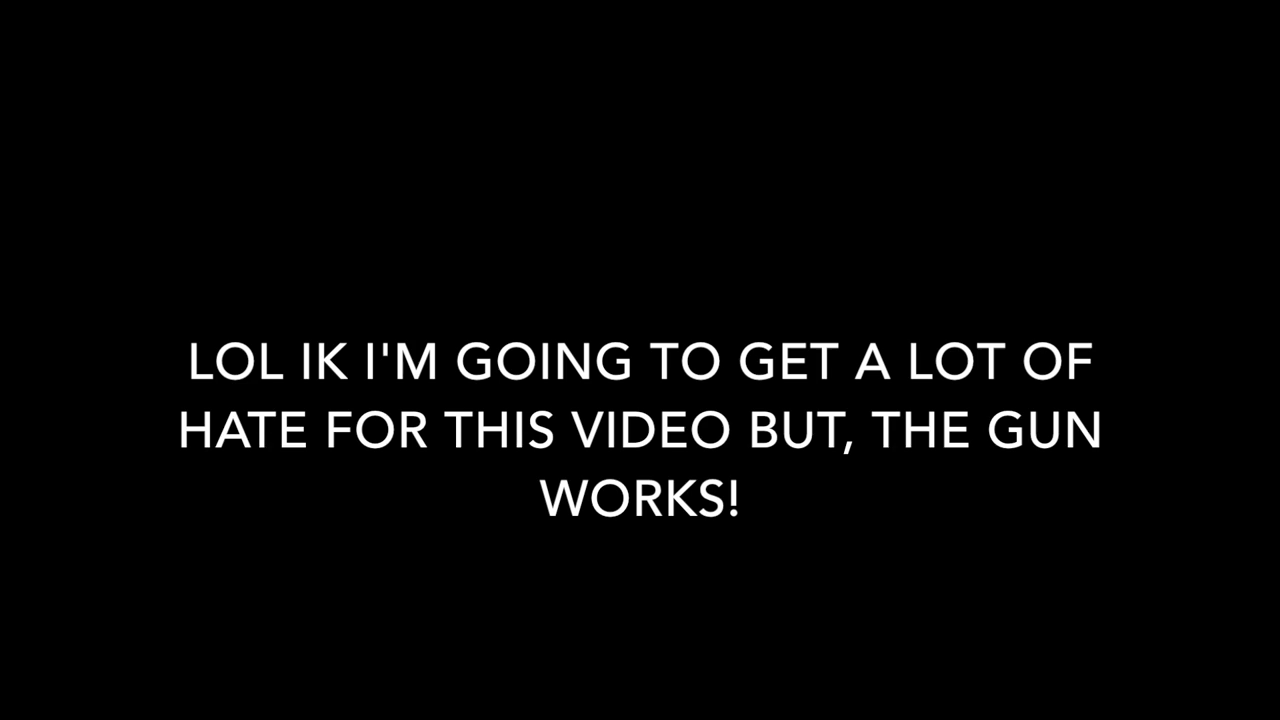 LOL IK I'M GOING TO GET A LOT OF
HATE FOR THIS VIDEO BUT, THE GUN
WORKS!